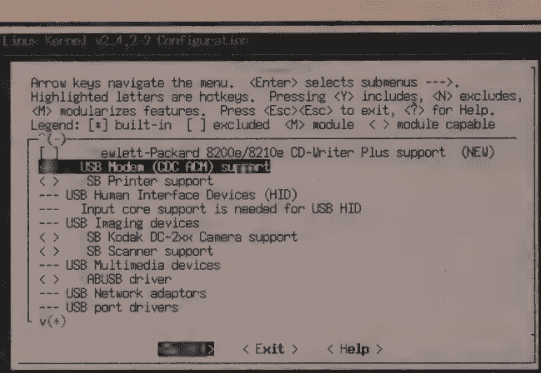 Linux Kernel v2.4.2-2 Configuration
Arrow keys navigate the menu. <Enter> selects submenus --->.
Highlighted letters are hotkeys. Pressing <Y> includes, <N> excludes,
<M> modularizes features. Press <Esc><Esc> to exit, <?> for Help.
Legend: [*] built-in [ ] excluded <M> module < > module capable
^(-)
[ ] ewlett-Packard 8200e/8210e CD-Writer Plus support (NEW)
USB Modem (CDC ACM) support
< > SB Printer support
--- USB Human Interface Devices (HID)
--- Input core support is needed for USB HID
--- USB Imaging devices
< > SB Kodak DC-2xx Camera support
< > SB Scanner support
--- USB Multimedia devices
< > ABUSB driver
--- USB Network adaptors
--- USB port drivers
v(+)
< Exit > < Help >